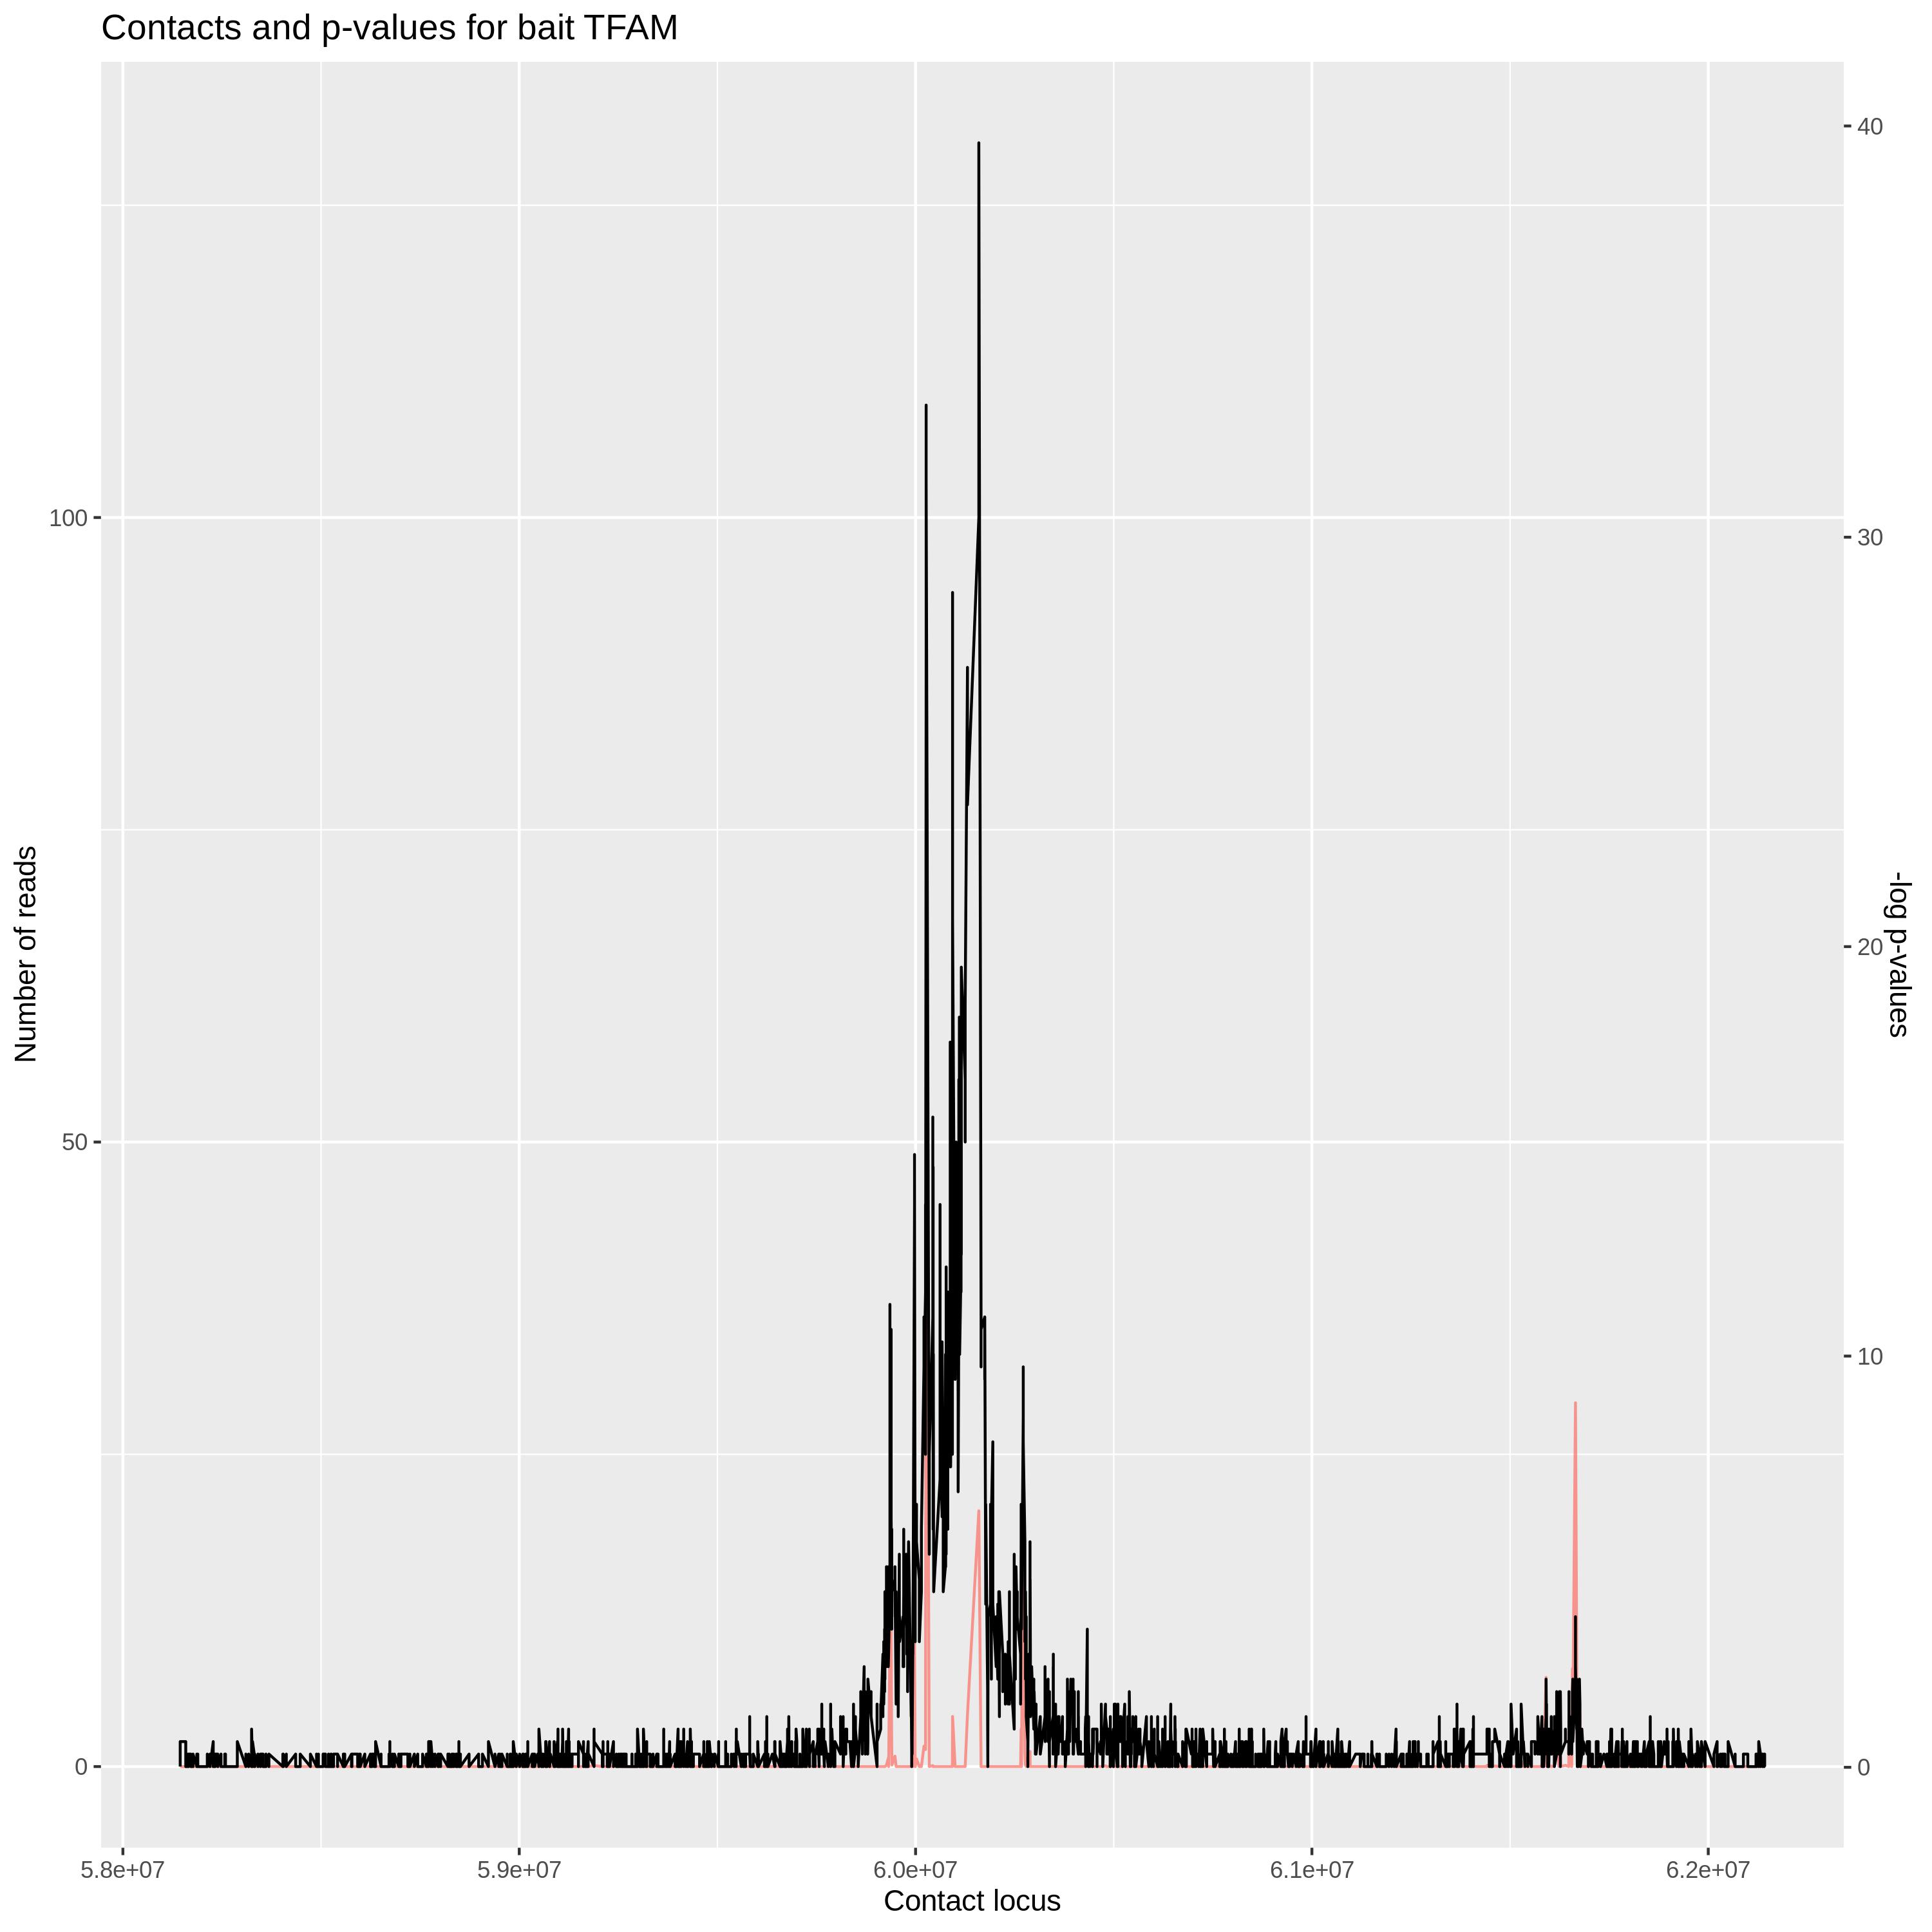 Contacts and p-values for bait TFAM
40
100
30
Number of reads
-log p-values
20
50
10
0
0
5.8e+07
5.9e+07
6.0e+07
6.1e+07
6.2e+07
Contact locus